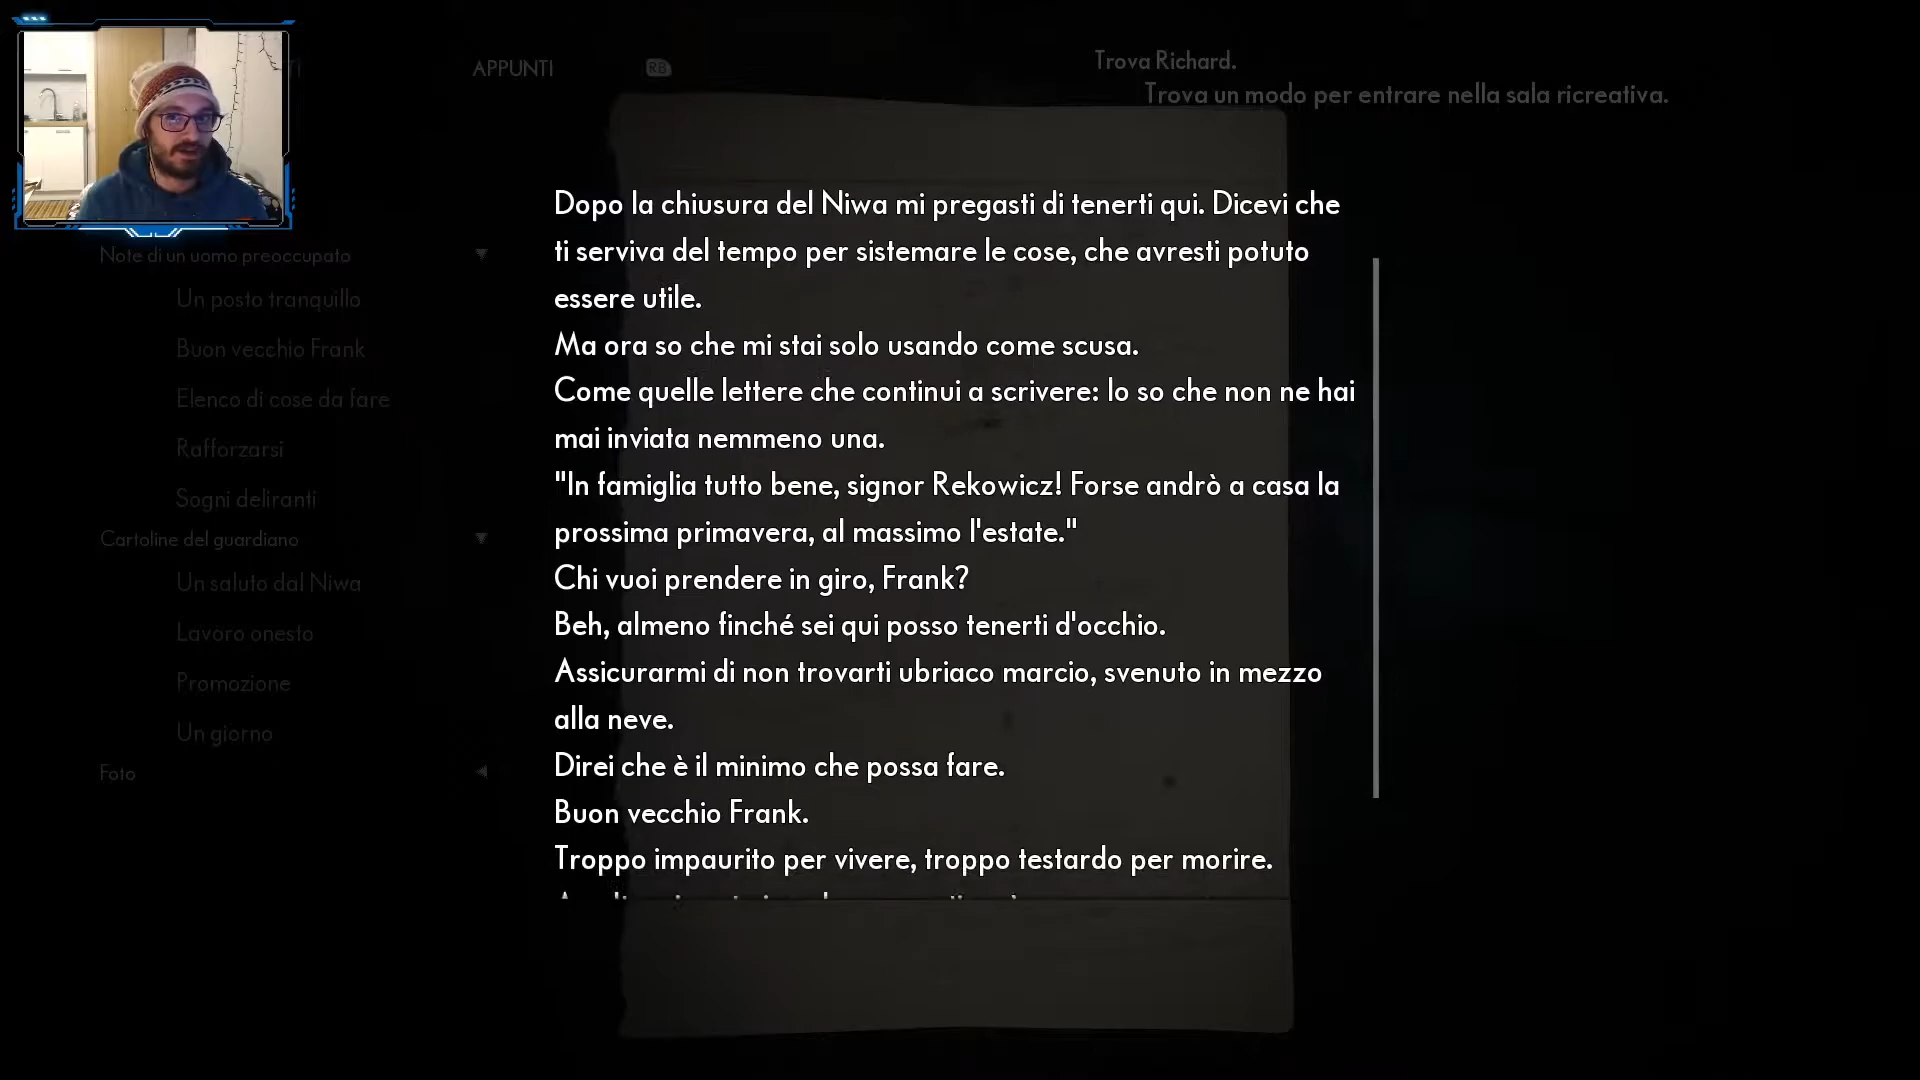 APPUNTI
RB
Trova Richard.
Trova un modo per entrare nella sala ricreativa.
Note di un uomo preoccupato
Un posto tranquillo
Buon vecchio Frank
Elenco di cose da fare
Rafforzarsi
Sogni deliranti
Cartoline del guardiano
Un saluto dal Niwa
Lavoro onesto
Promozione
Un giorno
Foto
Dopo la chiusura del Niwa mi pregasti di tenerti qui. Dicevi che
ti serviva del tempo per sistemare le cose, che avresti potuto
essere utile.
Ma ora so che mi stai solo usando come scusa.
Come quelle lettere che continui a scrivere: lo so che non ne hai
mai inviata nemmeno una.
"In famiglia tutto bene, signor Rekowicz! Forse andrò a casa la
prossima primavera, al massimo l'estate."
Chi vuoi prendere in giro, Frank?
Beh, almeno finché sei qui posso tenerti d'occhio.
Assicurarmi di non trovarti ubriaco marcio, svenuto in mezzo
alla neve.
Direi che è il minimo che possa fare.
Buon vecchio Frank.
Troppo impaurito per vivere, troppo testardo per morire.